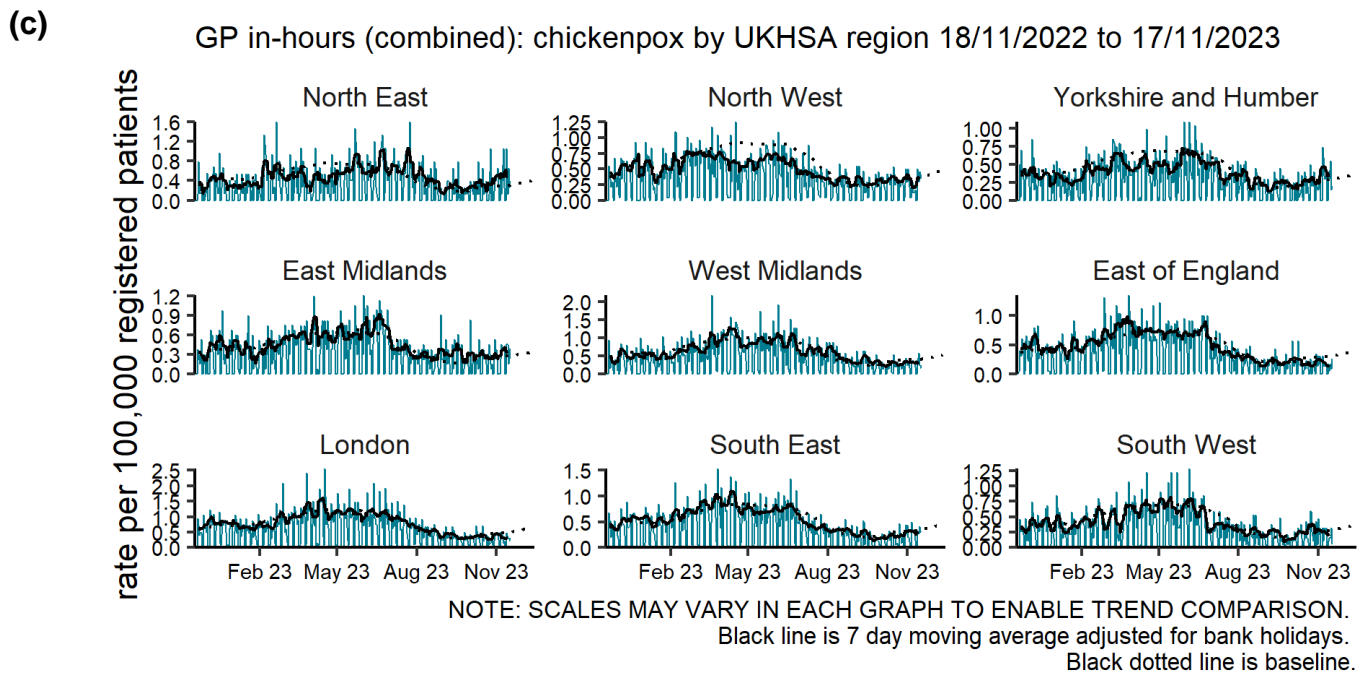 (c)
GP in-hours (combined): chickenpox by UKHSA region 18/11/2022 to 17/11/2023
rate per 100,000 registered patients
North East
1.6
1.2
0.8
0.4
0.0
North West
1.25
1.00
0.75
0.50
0.25
0.00
Yorkshire and Humber
1.00
0.75
0.50
0.25
0.00
East Midlands
1.2
0.9
0.6
0.3
0.0
West Midlands
2.0
1.5
1.0
0.5
0.0
East of England
1.0
0.5
0.0
London
2.5
2.0
1.5
1.0
0.5
0.0
Feb 23 May 23 Aug 23 Nov 23
South East
1.5
1.0
0.5
0.0
Feb 23 May 23 Aug 23 Nov 23
South West
1.25
1.00
0.75
0.50
0.25
0.00
Feb 23 May 23 Aug 23 Nov 23
NOTE: SCALES MAY VARY IN EACH GRAPH TO ENABLE TREND COMPARISON.
Black line is 7 day moving average adjusted for bank holidays.
Black dotted line is baseline.